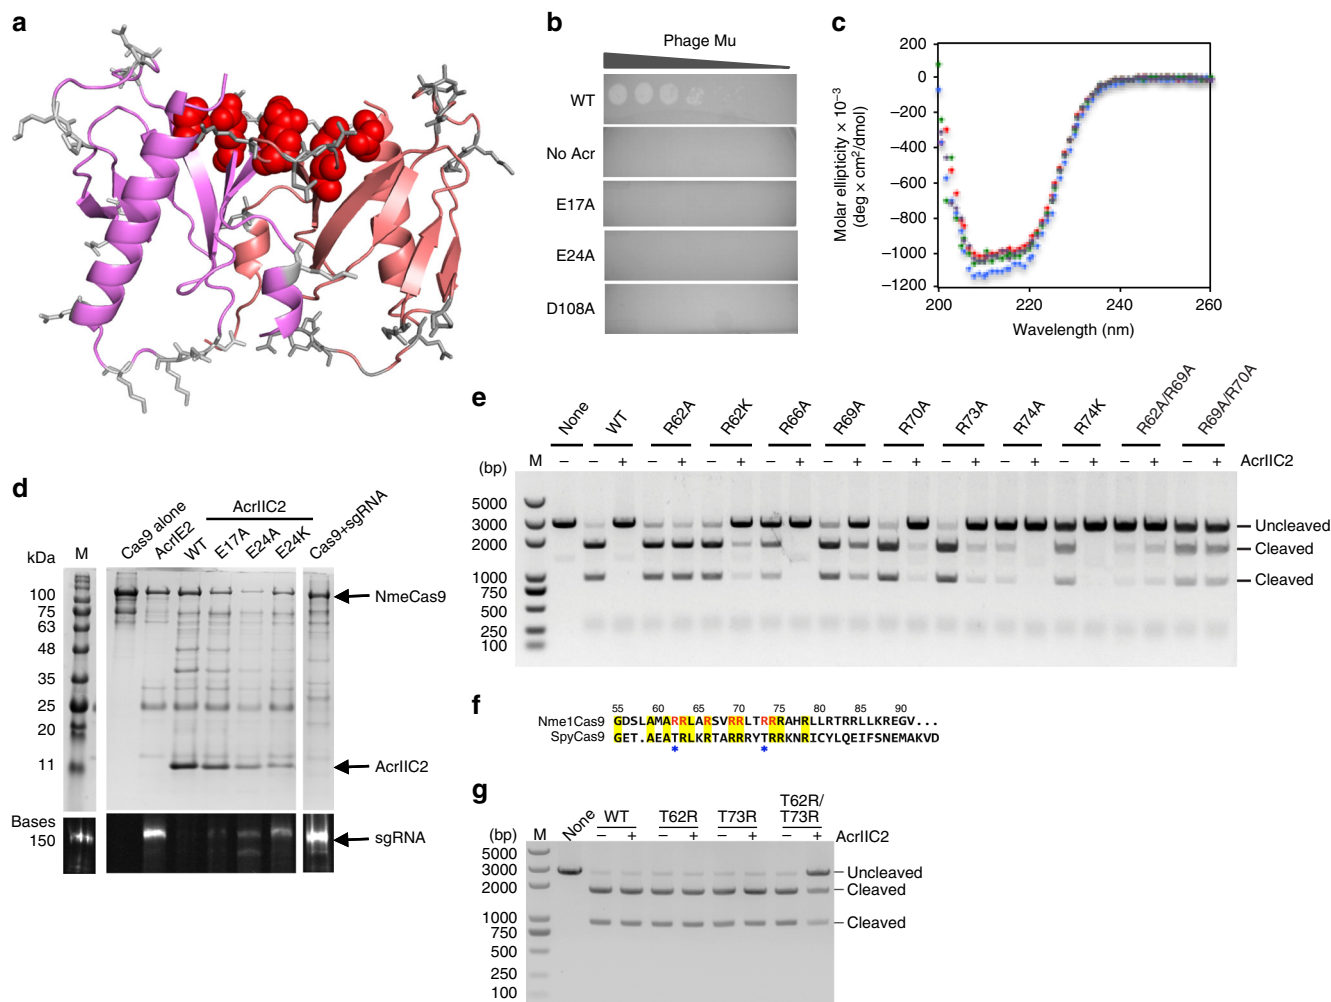 a
b
Phage Mu
WT
No Acr
E17A
E24A
D108A
c
200
0
−200
−400
−600
−800
−1000
−1200
200
220
240
260
Molar ellipticity × 10⁻³
(deg × cm²/dmol)
Wavelength (nm)
d
AcrIIC2
kDa
M
Cas9 alone
AcrIE2
WT
E17A
E24A
E24K
Cas9+sgRNA
100
75
63
48
35
25
20
11
NmeCas9
AcrIIC2
Bases
150
sgRNA
e
None
WT
R62A
R62K
R66A
R69A
R70A
R73A
R74A
R74K
R62A/R69A
R69A/R70A
(bp)
M
− − + − + − + − + − + − + − + − + − + − + − +
AcrIIC2
5000
3000
2000
1000
750
500
250
100
Uncleaved
Cleaved
Cleaved
f
55 60 65 70 75 80 85 90
Nme1Cas9 GDSLAMARRLARSVRRLTRRRAHRLLRTRRLLKREGV...
SpyCas9 GET.AEATRLKRTARRRYTRRKNRICYLQEIFSNEMAKVD
* *
g
None
WT
T62R
T73R
T62R/
T73R
(bp)
M
− + − + − + − +
AcrIIC2
5000
3000
2000
1000
750
500
250
100
Uncleaved
Cleaved
Cleaved